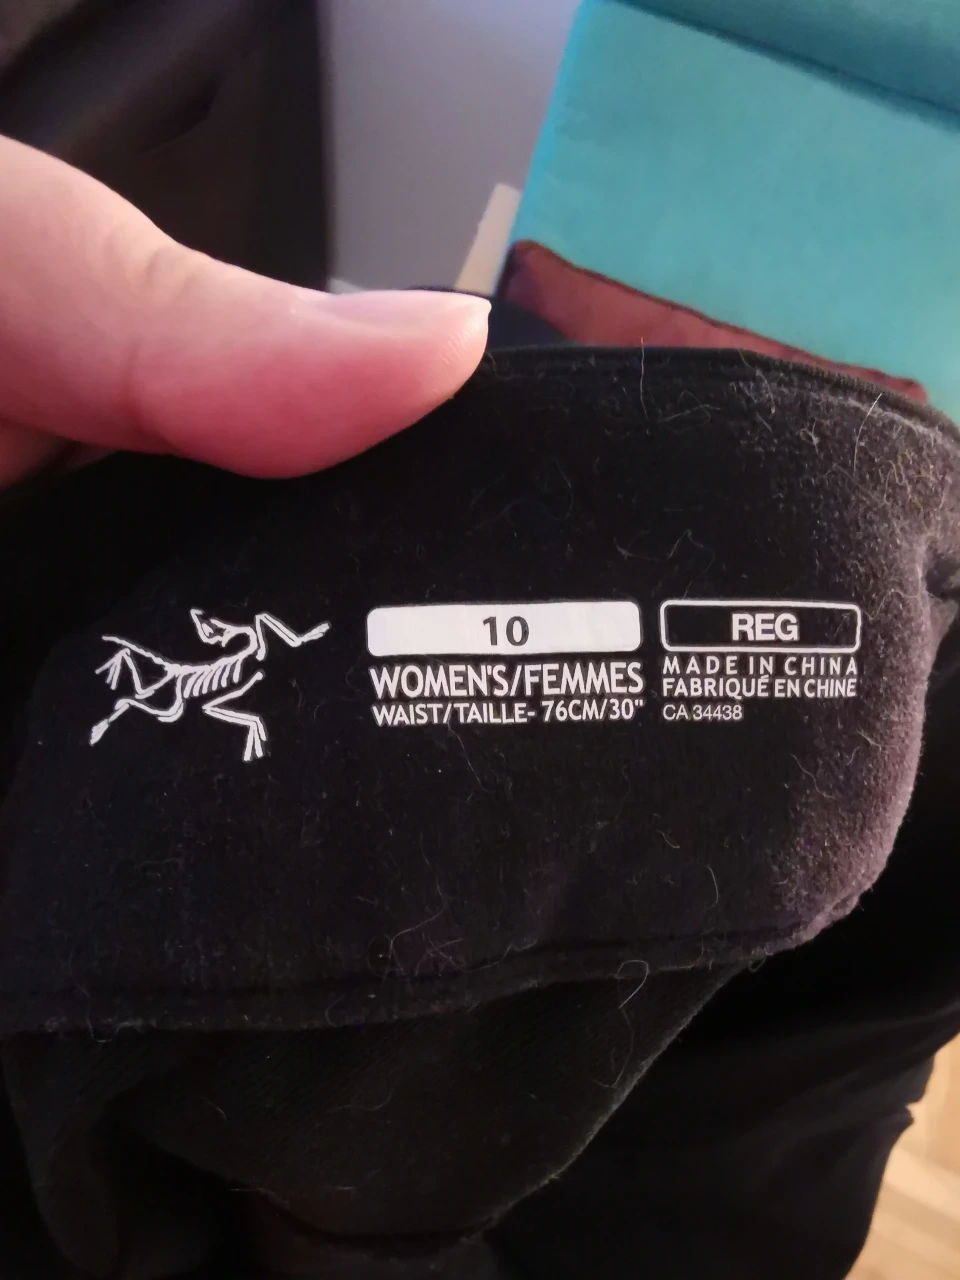 10
WOMEN'S/FEMMES
WAIST/TAILLE- 76CM/30"
REG
MADE IN CHINA
FABRIQUÉ EN CHINE
CA 34438